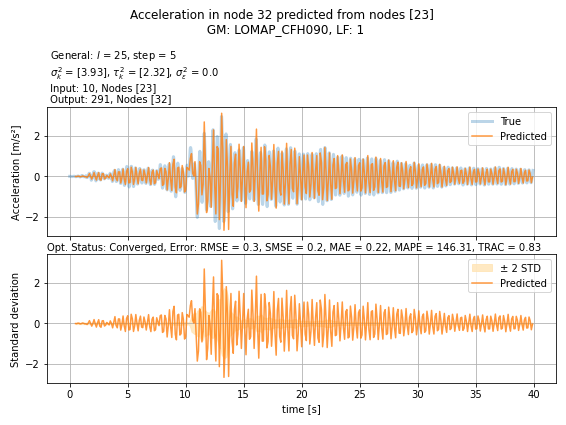 Acceleration in node 32 predicted from nodes [23]
GM: LOMAP_CFH090, LF: 1
General: l = 25, step = 5
σ²ₖ = [3.93], τ²ₖ = [2.32], σ²ε = 0.0
Input: 10, Nodes [23]
Output: 291, Nodes [32]
Acceleration [m/s²]
2
0
−2
True
Predicted
Opt. Status: Converged, Error: RMSE = 0.3, SMSE = 0.2, MAE = 0.22, MAPE = 146.31, TRAC = 0.83
Standard deviation
2
0
−2
± 2 STD
Predicted
0 5 10 15 20 25 30 35 40
time [s]